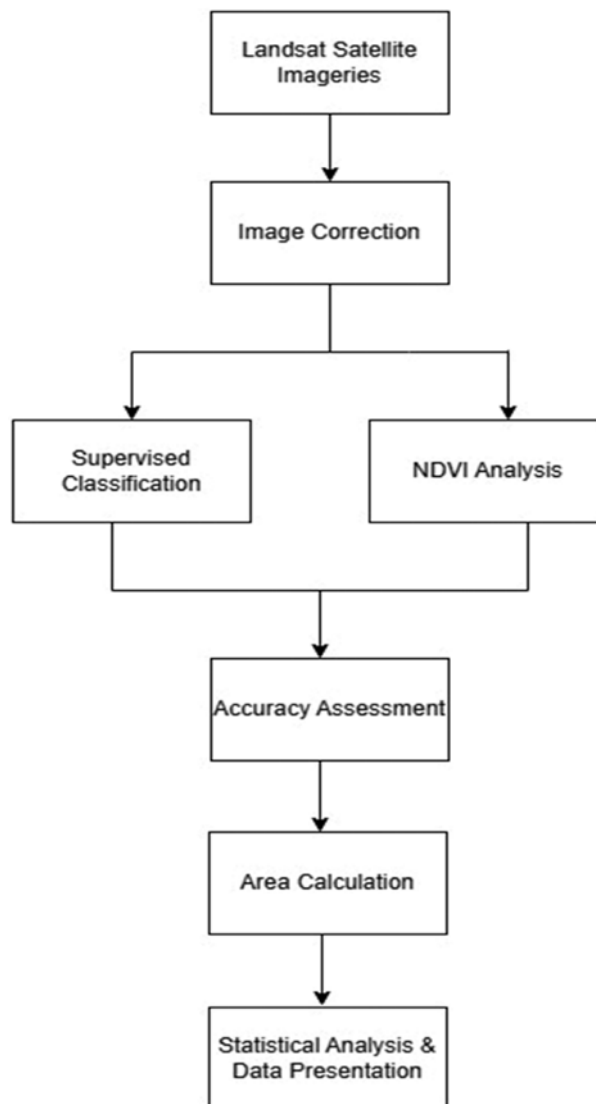 Landsat Satellite
Imageries
Image Correction
Supervised
Classification
NDVI Analysis
Accuracy Assessment
Area Calculation
Statistical Analysis &
Data Presentation